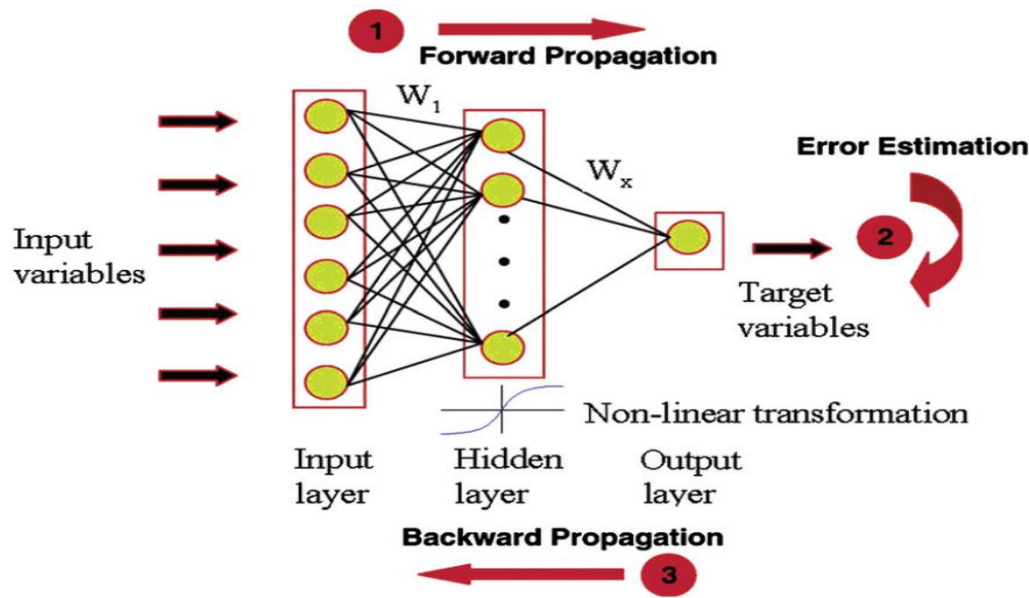 1
Forward Propagation
W1
Error Estimation
Wx
2
Input
variables
Target
variables
Non-linear transformation
Input
layer
Hidden
layer
Output
layer
Backward Propagation
3